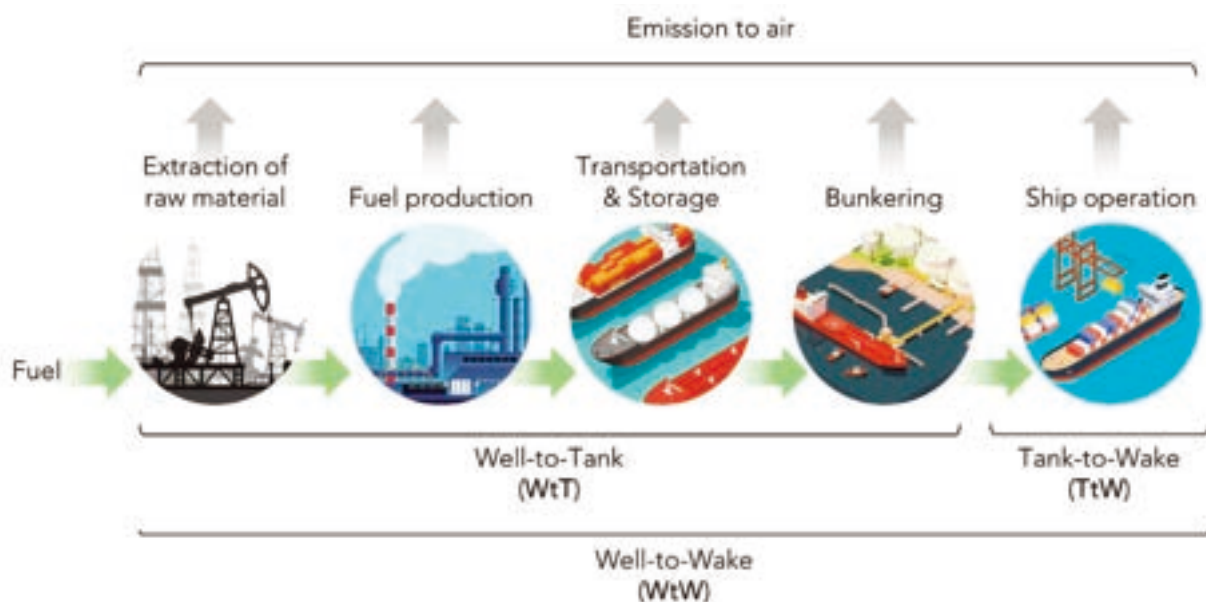 Emission to air
Extraction of
raw material
Fuel production
Transportation
& Storage
Bunkering
Ship operation
Fuel
Well-to-Tank
(WtT)
Tank-to-Wake
(TtW)
Well-to-Wake
(WtW)